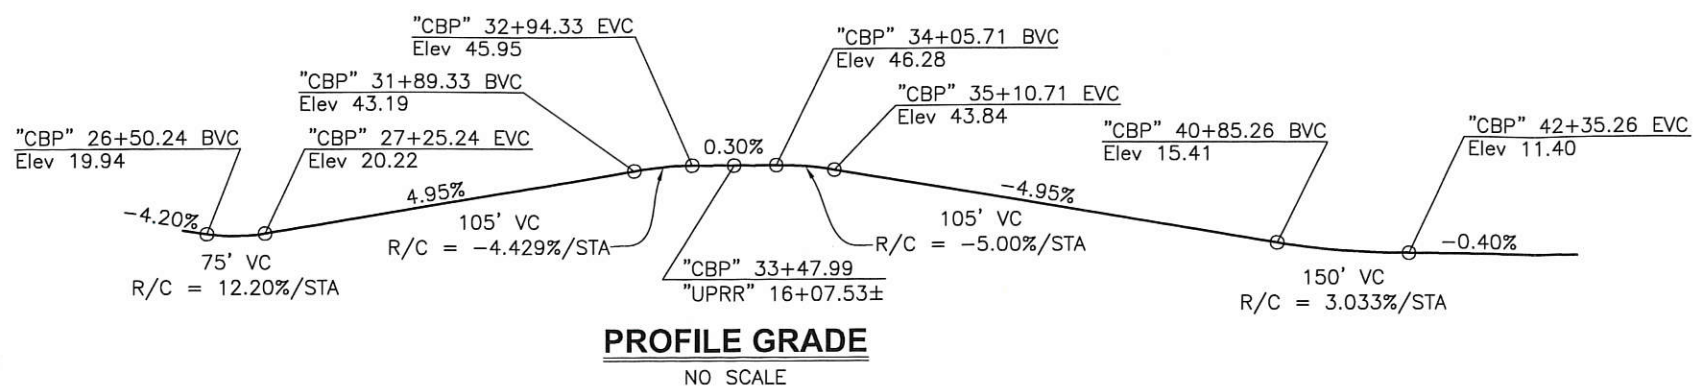 "CBP" 32+94.33 EVC
Elev 45.95
"CBP" 34+05.71 BVC
Elev 46.28
"CBP" 31+89.33 BVC
Elev 43.19
"CBP" 35+10.71 EVC
Elev 43.84
"CBP" 26+50.24 BVC
Elev 19.94
"CBP" 27+25.24 EVC
Elev 20.22
0.30%
"CBP" 40+85.26 BVC
Elev 15.41
"CBP" 42+35.26 EVC
Elev 11.40
-4.20%
4.95%
-4.95%
-0.40%
75' VC
R/C = 12.20%/STA
105' VC
R/C = -4.429%/STA
105' VC
R/C = -5.00%/STA
"CBP" 33+47.99
"UPRR" 16+07.53±
150' VC
R/C = 3.033%/STA
PROFILE GRADE
NO SCALE